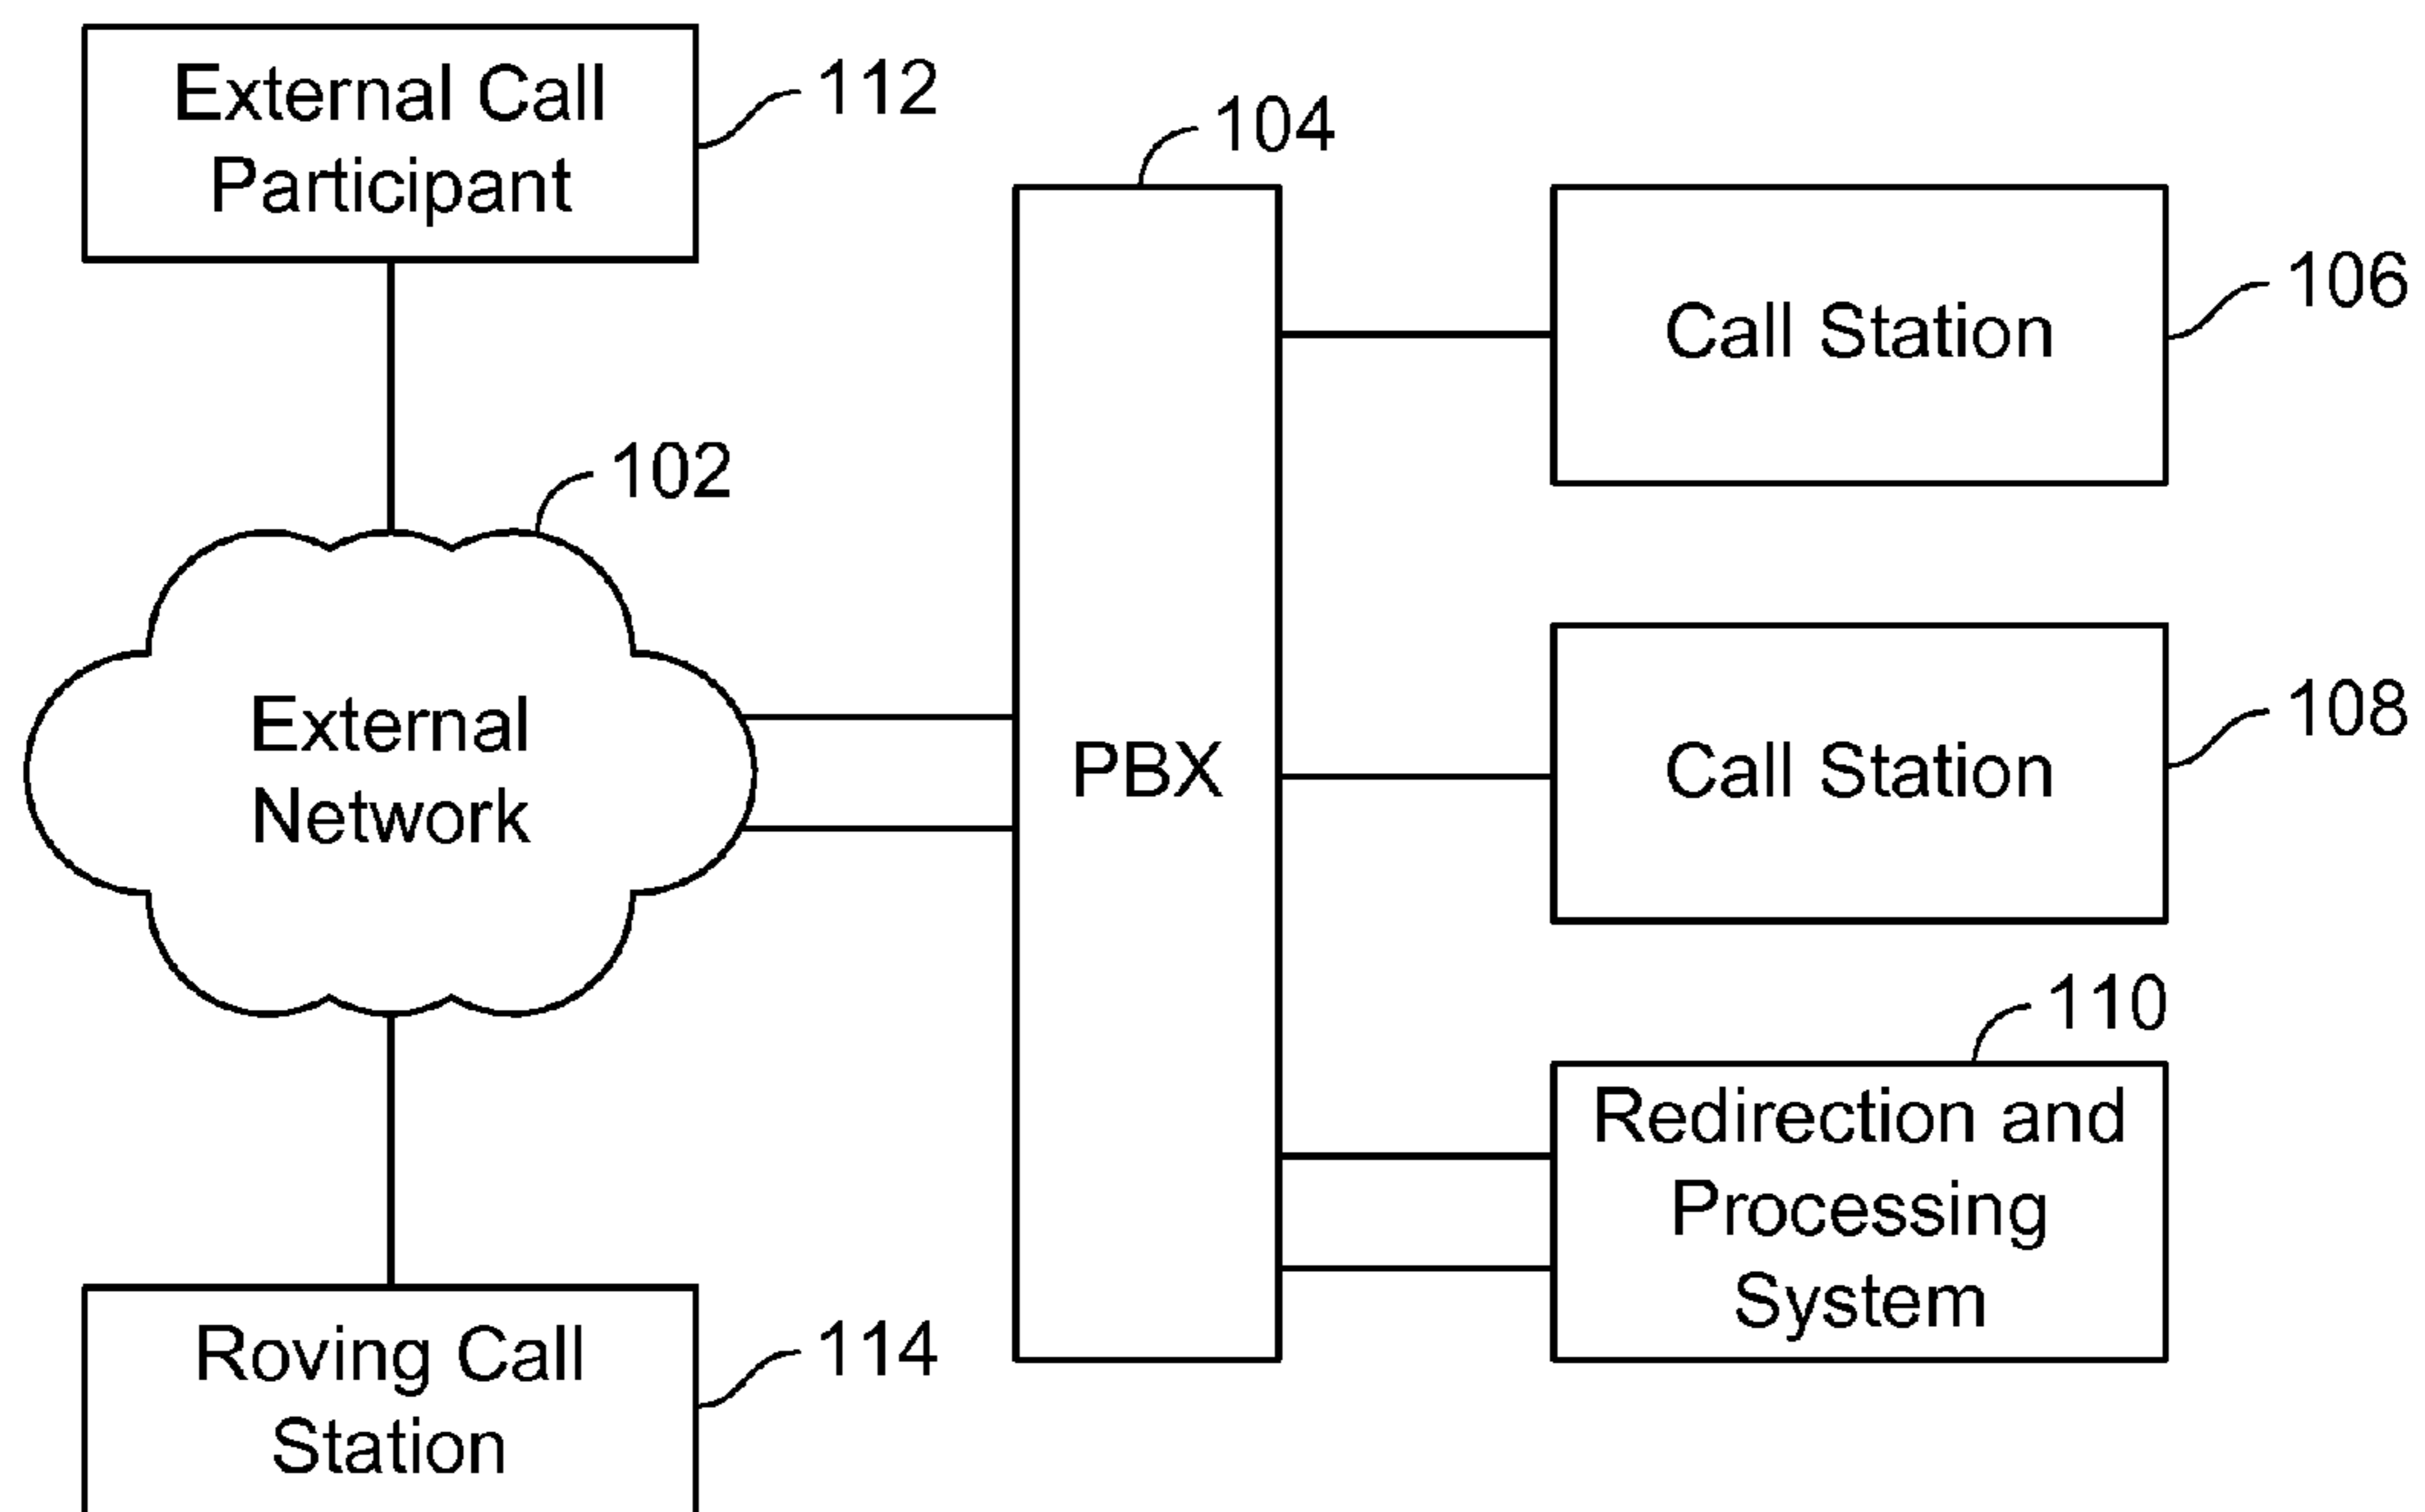 External Call
Participant
112
104
Call Station
106
102
External
Network
PBX
Call Station
108
110
Redirection and
Processing
System
Roving Call
Station
114